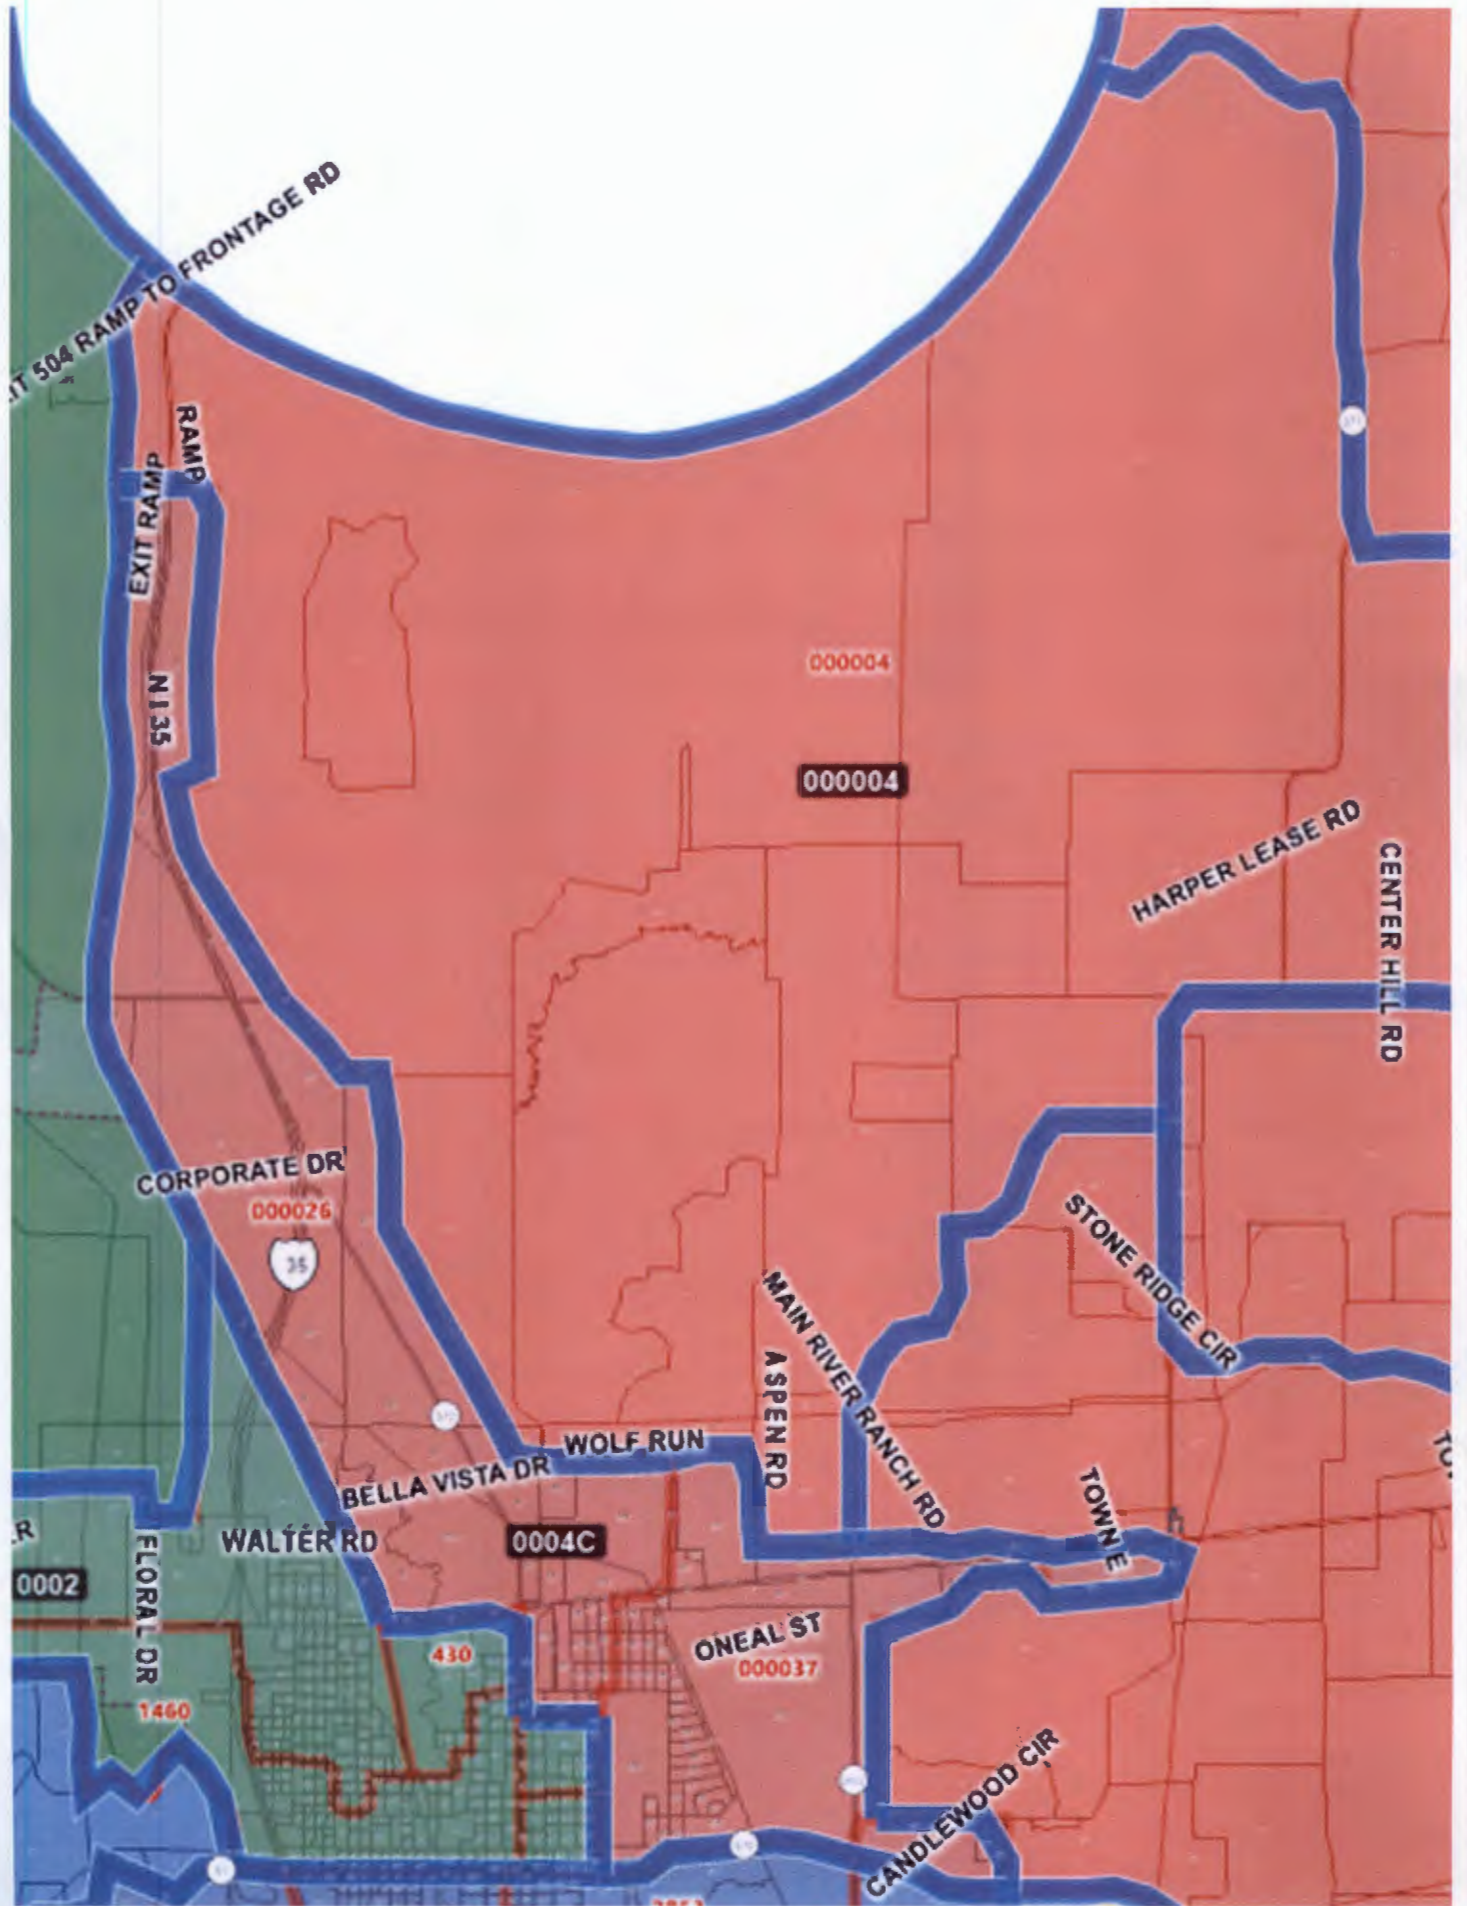 IT 504 RAMP TO FRONTAGE RD
RAMP
EXIT RAMP
N I 35
000004
000004
HARPER LEASE RD
CENTER HILL RD
CORPORATE DR
000026
35
STONE RIDGE CIR
MAIN RIVER RANCH RD
ASPEN RD
WOLF RUN
BELLA VISTA DR
WALTER RD
0004C
TOWNE
0002
FLORAL DR
430
ONEAL ST
000037
1460
CANDLEWOOD CIR